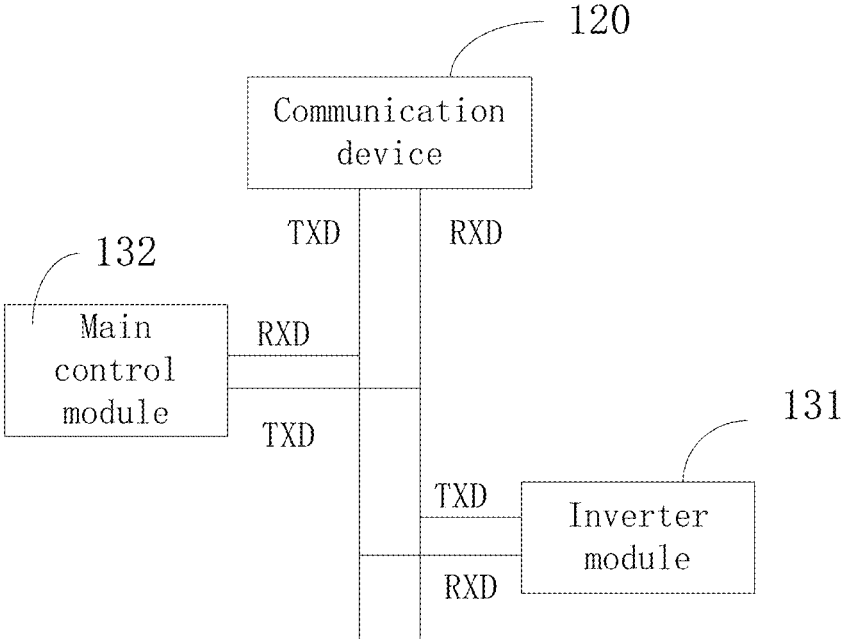 120
Communication
device
TXD
RXD
132
Main
control
module
RXD
TXD
131
TXD
Inverter
module
RXD